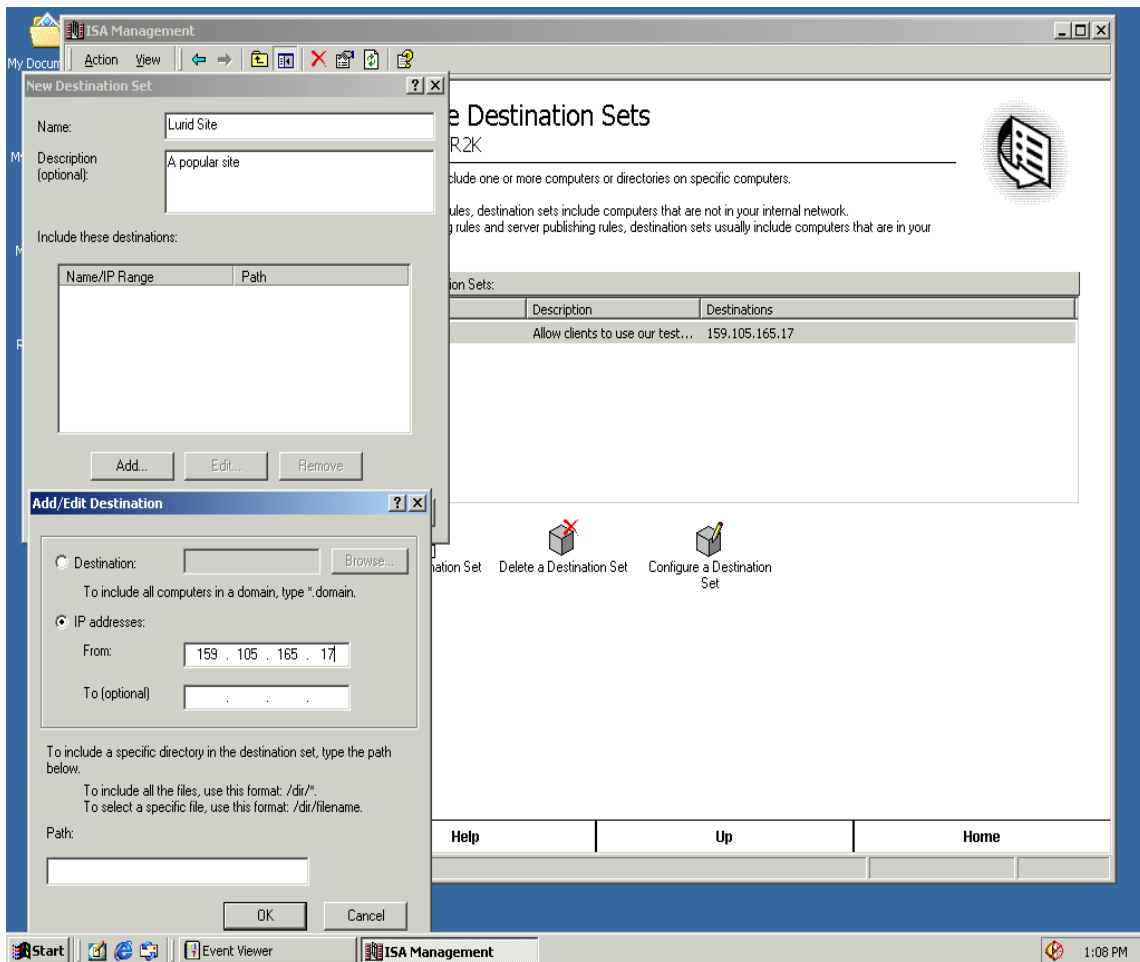 My Docum
ISA Management
Action View
New Destination Set
Name:
Lurid Site
Description
(optional):
A popular site
Include these destinations:
Name/IP Range Path
Add... Edit... Remove
e Destination Sets
R2K
clude one or more computers or directories on specific computers.
ules, destination sets include computers that are not in your internal network.
g rules and server publishing rules, destination sets usually include computers that are in your
ion Sets:
Description Destinations
Allow clients to use our test... 159.105.165.17
nation Set Delete a Destination Set Configure a Destination
Set
Add/Edit Destination
Destination: Browse...
To include all computers in a domain, type *.domain.
IP addresses:
From: 159 . 105 . 165 . 17
To (optional) . . .
To include a specific directory in the destination set, type the path
below.
To include all the files, use this format: /dir/*.
To select a specific file, use this format: /dir/filename.
Path:
OK Cancel
Help Up Home
Start Event Viewer ISA Management 1:08 PM